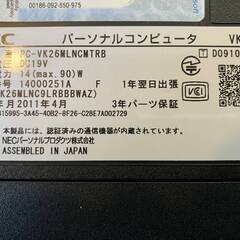 00186-092-550-975
EC パーソナルコンピュータ VK
PC-VK26MLNCMTRB D0910
DC19V
14(max.90)W 1年翌日出張
14000251A F
K26MLNC9LRBBBWAZ)
2011年4月 3年パーツ保証
815995-3A45-40B2-8F26-C2BE7A002729
本製品には、認証済みの通信機器が内蔵されています。
NECパーソナルプロダクツ株式会社
ASSEMBLED IN JAPAN
VCCI